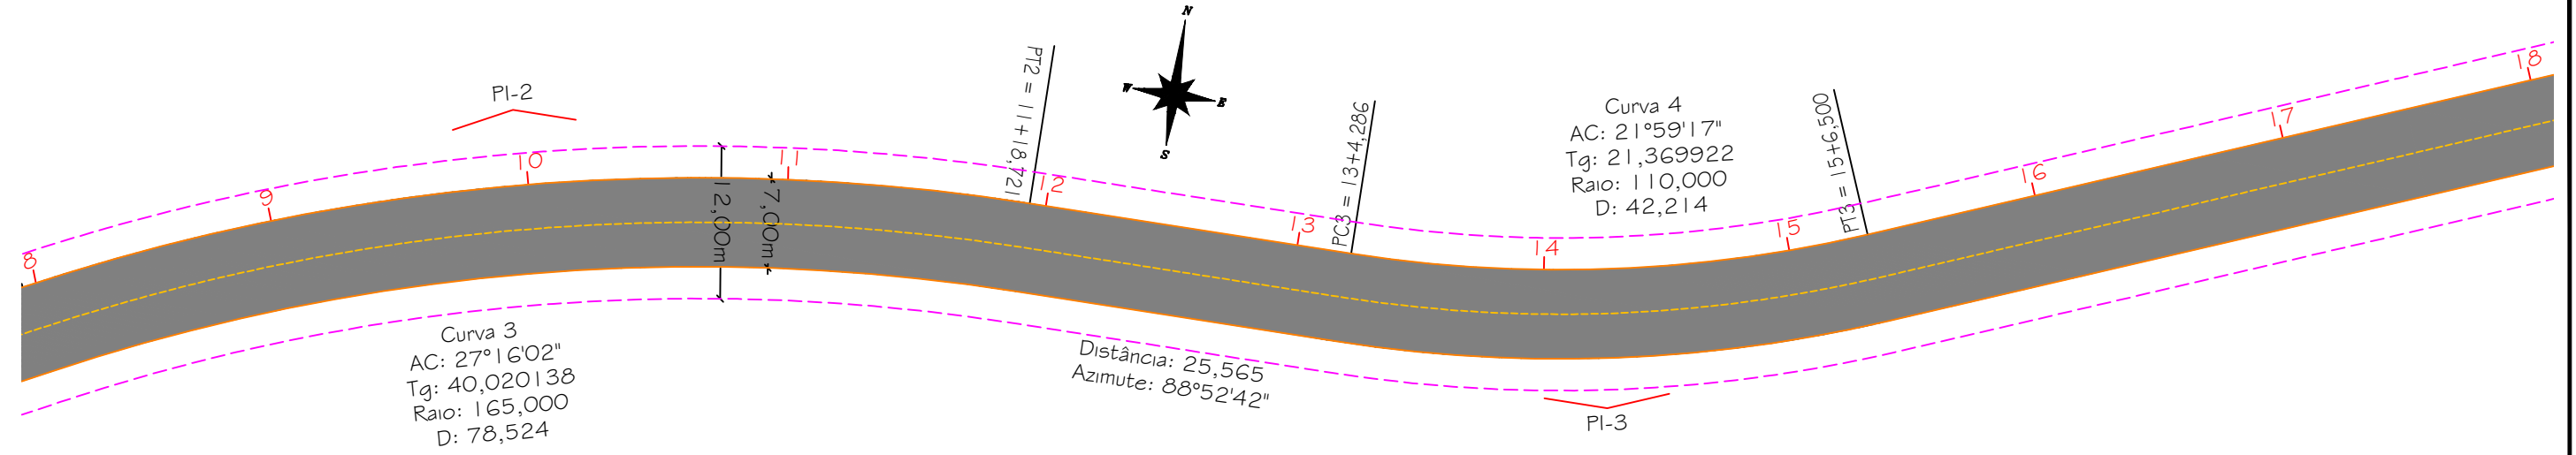 PI-2
PT2 = 11+18,721
N
W
E
S
PC3 = 13+4,286
Curva 4
AC: 21°59'17"
Tg: 21,369922
Raio: 110,000
D: 42,214
PT3 = 15+6,500
8
9
10
11
12
13
14
15
16
17
18
12,00m
7,00m
Curva 3
AC: 27°16'02"
Tg: 40,020138
Raio: 165,000
D: 78,524
Distância: 25,565
Azimute: 88°52'42"
PI-3